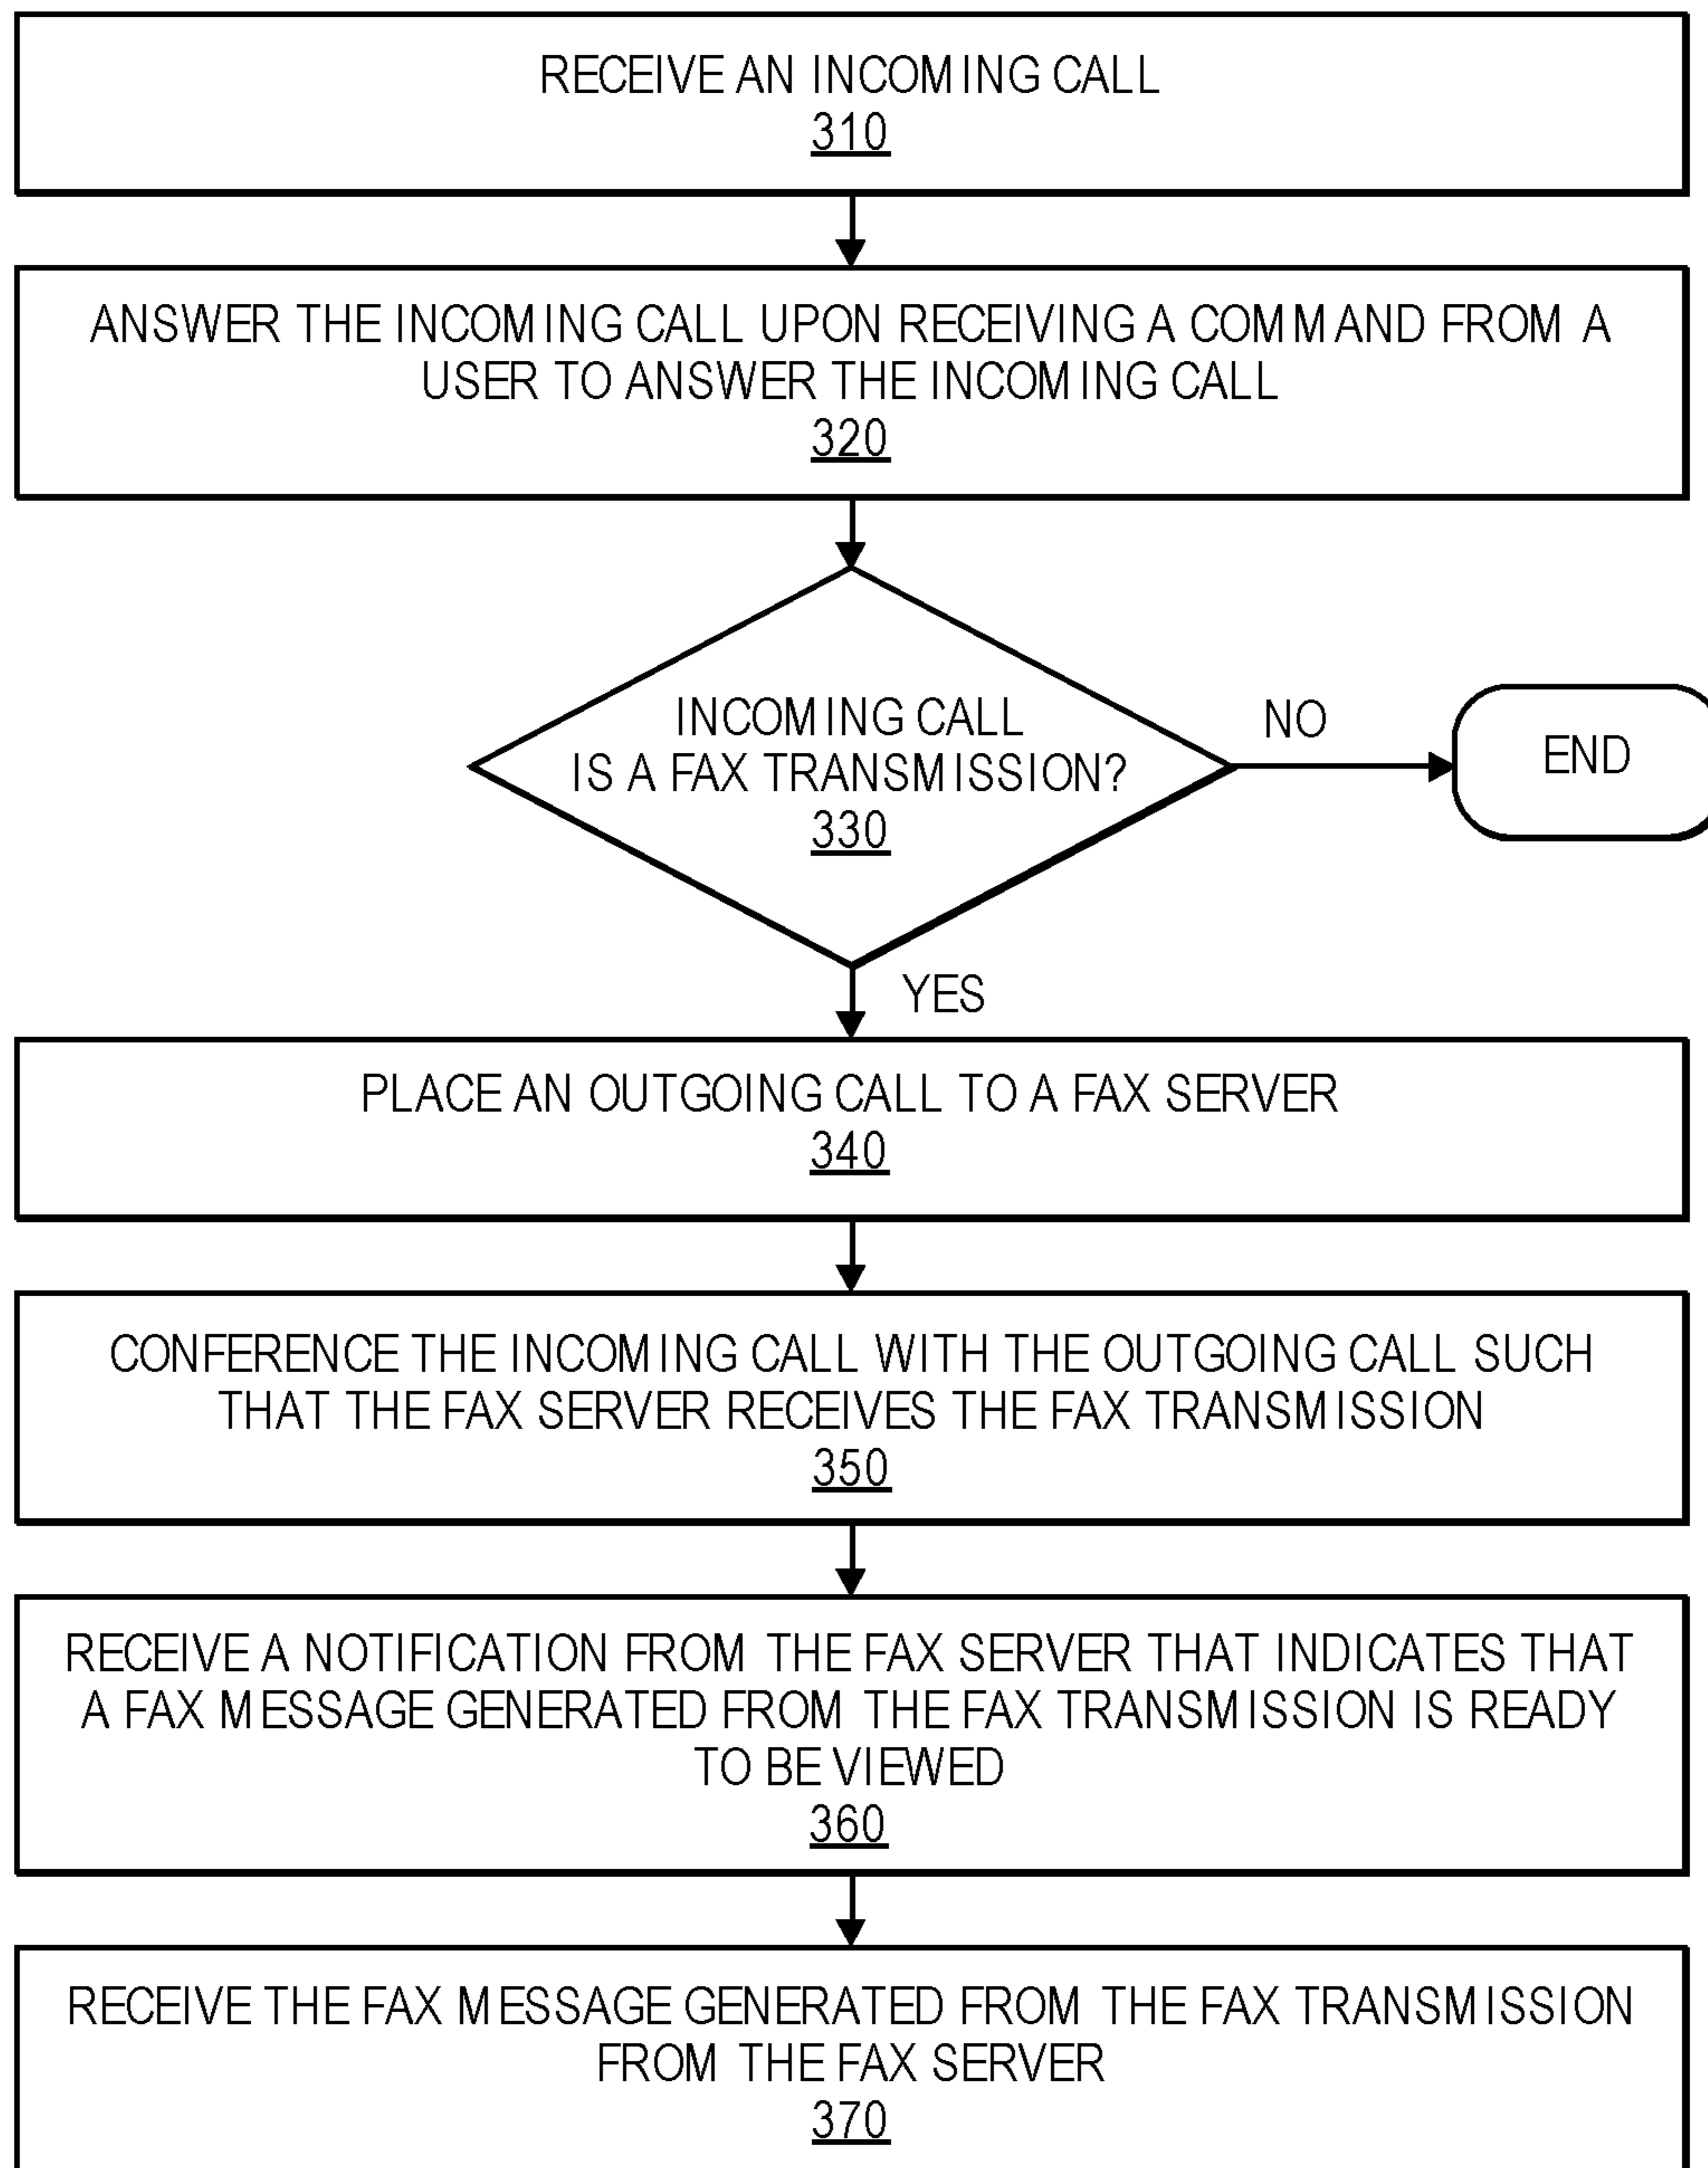 RECEIVE AN INCOMING CALL
310
ANSWER THE INCOMING CALL UPON RECEIVING A COMMAND FROM A
USER TO ANSWER THE INCOMING CALL
320
INCOMING CALL
IS A FAX TRANSMISSION?
330
NO
END
YES
PLACE AN OUTGOING CALL TO A FAX SERVER
340
CONFERENCE THE INCOMING CALL WITH THE OUTGOING CALL SUCH
THAT THE FAX SERVER RECEIVES THE FAX TRANSMISSION
350
RECEIVE A NOTIFICATION FROM THE FAX SERVER THAT INDICATES THAT
A FAX MESSAGE GENERATED FROM THE FAX TRANSMISSION IS READY
TO BE VIEWED
360
RECEIVE THE FAX MESSAGE GENERATED FROM THE FAX TRANSMISSION
FROM THE FAX SERVER
370